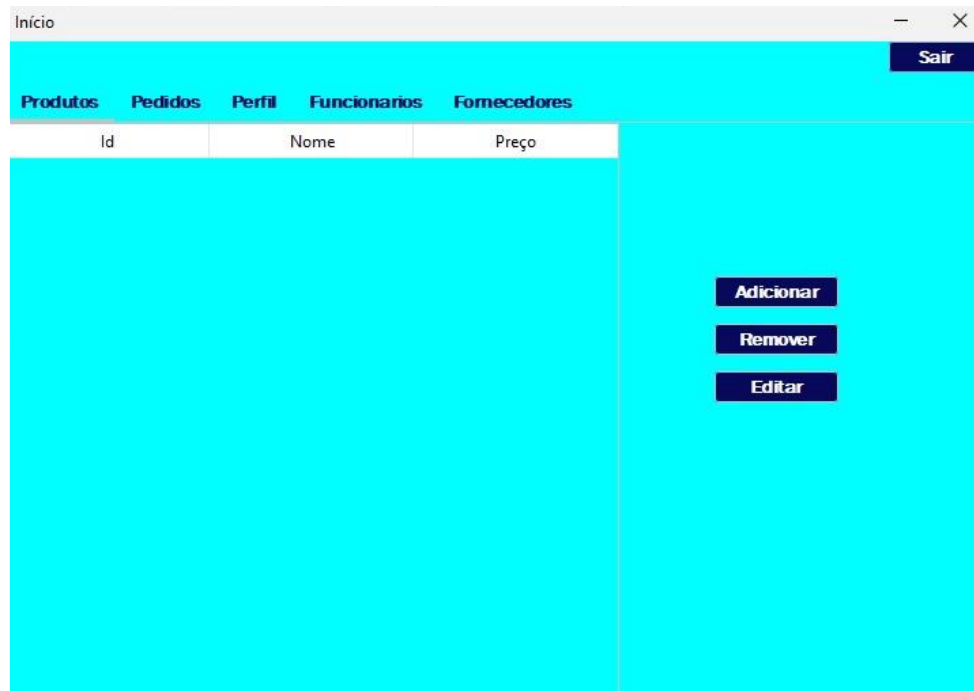 Início
Sair
Produtos Pedidos Perfil Funcionarios Fornecedores
Id Nome Preço
Adicionar
Remover
Editar